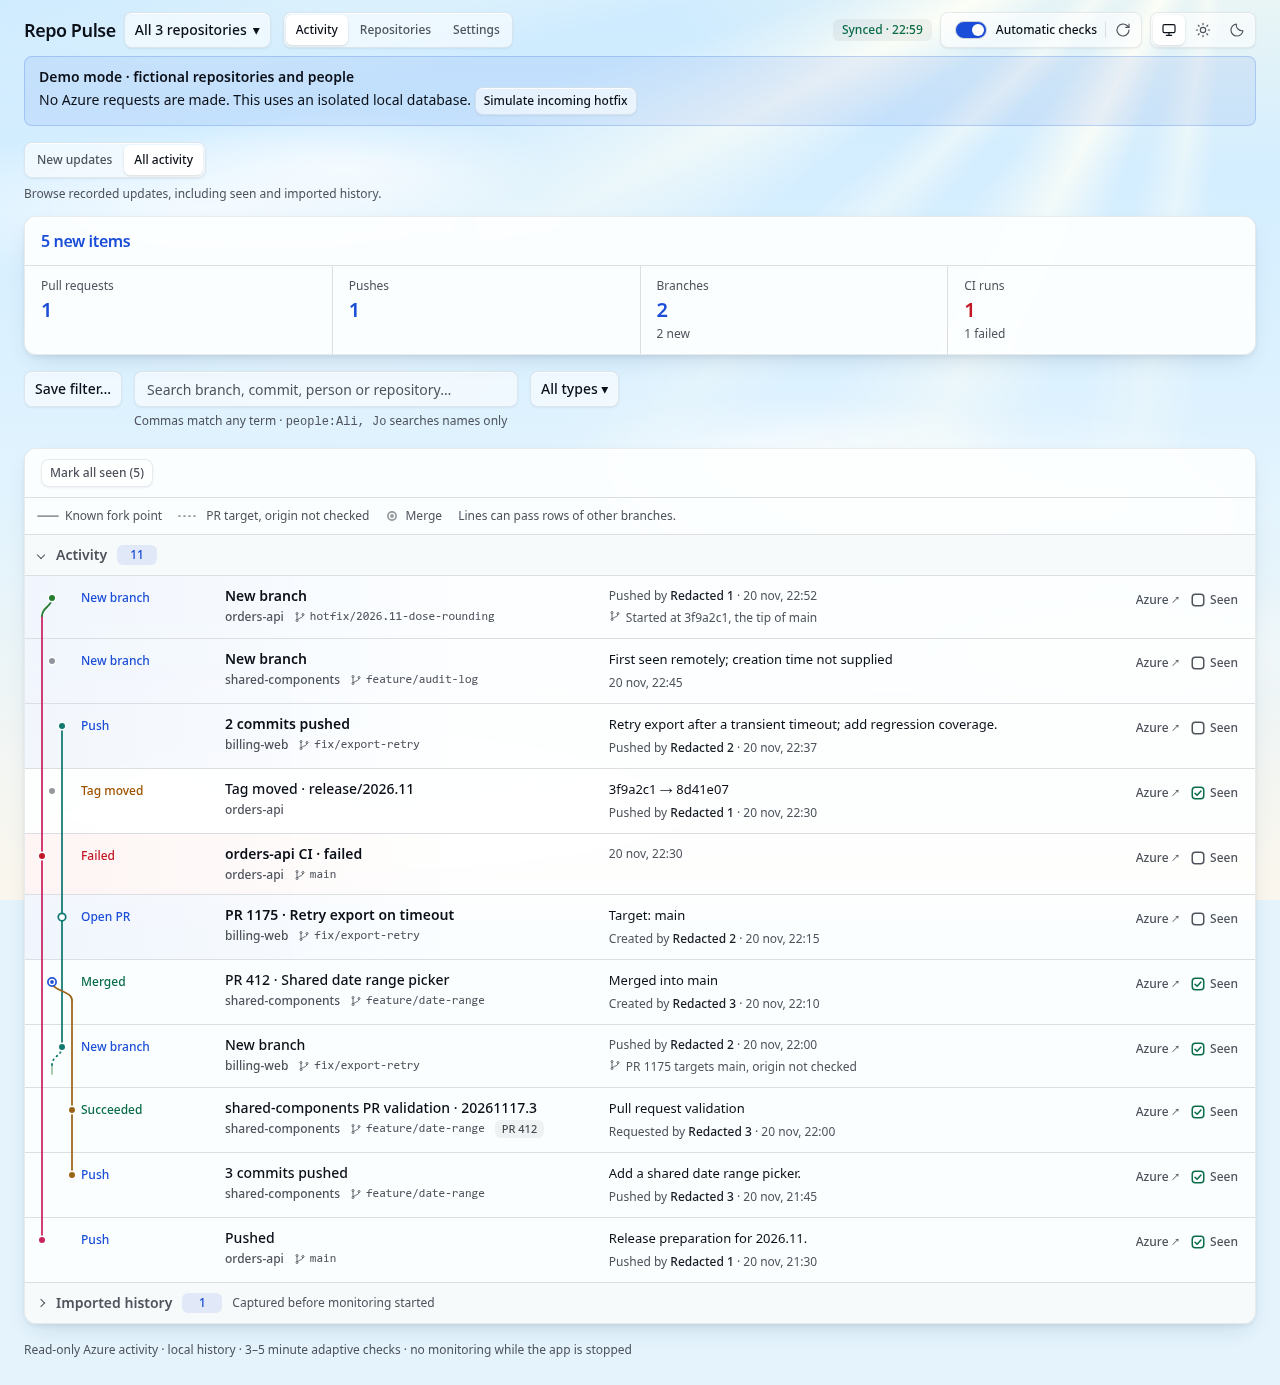 Repo Pulse
All 3 repositories ▾
Activity
Repositories
Settings
Synced · 22:59
Automatic checks
Demo mode · fictional repositories and people
No Azure requests are made. This uses an isolated local database.
Simulate incoming hotfix
New updates
All activity
Browse recorded updates, including seen and imported history.
5 new items
Pull requests
1
Pushes
1
Branches
2
2 new
CI runs
1
1 failed
Save filter...
Search branch, commit, person or repository...
All types ▾
Commas match any term · people:Ali, Jo searches names only
Mark all seen (5)
Known fork point
PR target, origin not checked
Merge
Lines can pass rows of other branches.
Activity
11
New branch
New branch
orders-api hotfix/2026.11-dose-rounding
Pushed by Redacted 1 · 20 nov, 22:52
Started at 3f9a2c1, the tip of main
Azure ↗
Seen
New branch
New branch
shared-components feature/audit-log
First seen remotely; creation time not supplied
20 nov, 22:45
Azure ↗
Seen
Push
2 commits pushed
billing-web fix/export-retry
Retry export after a transient timeout; add regression coverage.
Pushed by Redacted 2 · 20 nov, 22:37
Azure ↗
Seen
Tag moved
Tag moved · release/2026.11
orders-api
3f9a2c1 → 8d41e07
Pushed by Redacted 1 · 20 nov, 22:30
Azure ↗
Seen
Failed
orders-api CI · failed
orders-api main
20 nov, 22:30
Azure ↗
Seen
Open PR
PR 1175 · Retry export on timeout
billing-web fix/export-retry
Target: main
Created by Redacted 2 · 20 nov, 22:15
Azure ↗
Seen
Merged
PR 412 · Shared date range picker
shared-components feature/date-range
Merged into main
Created by Redacted 3 · 20 nov, 22:10
Azure ↗
Seen
New branch
New branch
billing-web fix/export-retry
Pushed by Redacted 2 · 20 nov, 22:00
PR 1175 targets main, origin not checked
Azure ↗
Seen
Succeeded
shared-components PR validation · 20261117.3
shared-components feature/date-range PR 412
Pull request validation
Requested by Redacted 3 · 20 nov, 22:00
Azure ↗
Seen
Push
3 commits pushed
shared-components feature/date-range
Add a shared date range picker.
Pushed by Redacted 3 · 20 nov, 21:45
Azure ↗
Seen
Push
Pushed
orders-api main
Release preparation for 2026.11.
Pushed by Redacted 1 · 20 nov, 21:30
Azure ↗
Seen
Imported history
1
Captured before monitoring started
Read-only Azure activity · local history · 3–5 minute adaptive checks · no monitoring while the app is stopped